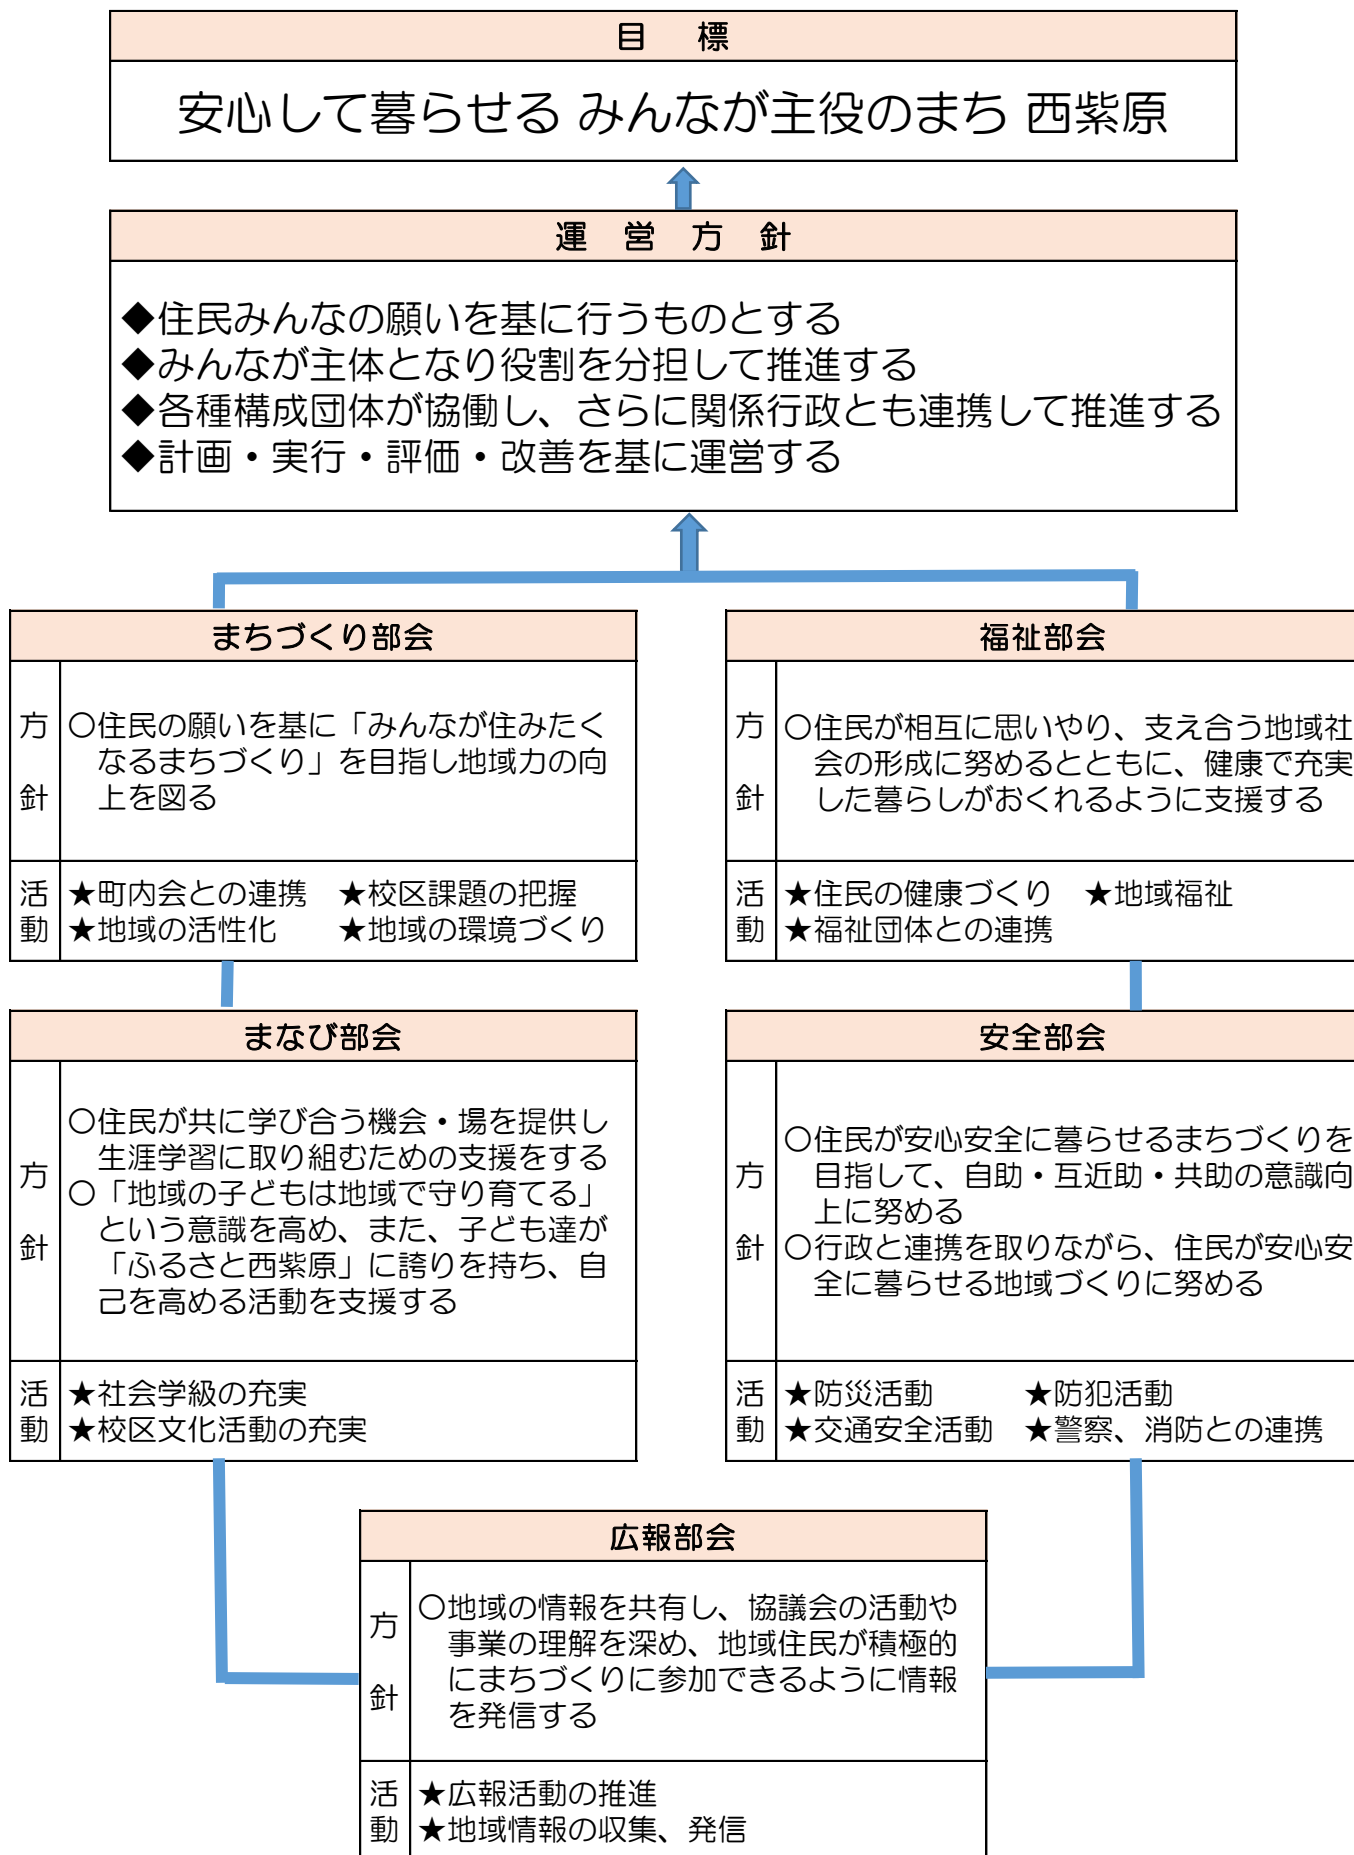 目 標
安心して暮らせる みんなが主役のまち 西紫原
運 営 方 針
◆住民みんなの願いを基に行うものとする
◆みんなが主体となり役割を分担して推進する
◆各種構成団体が協働し、さらに関係行政とも連携して推進する
◆計画・実行・評価・改善を基に運営する
まちづくり部会
方針
○住民の願いを基に「みんなが住みたく
なるまちづくり」を目指し地域力の向
上を図る
活動
★町内会との連携 ★校区課題の把握
★地域の活性化 ★地域の環境づくり
福祉部会
方針
○住民が相互に思いやり、支え合う地域社
会の形成に努めるとともに、健康で充実
した暮らしがおくれるように支援する
活動
★住民の健康づくり ★地域福祉
★福祉団体との連携
まなび部会
方針
○住民が共に学び合う機会・場を提供し
生涯学習に取り組むための支援をする
○「地域の子どもは地域で守り育てる」
という意識を高め、また、子ども達が
「ふるさと西紫原」に誇りを持ち、自
己を高める活動を支援する
活動
★社会学級の充実
★校区文化活動の充実
安全部会
方針
○住民が安心安全に暮らせるまちづくりを
目指して、自助・互近助・共助の意識向
上に努める
○行政と連携を取りながら、住民が安心安
全に暮らせる地域づくりに努める
活動
★防災活動 ★防犯活動
★交通安全活動 ★警察、消防との連携
広報部会
方針
○地域の情報を共有し、協議会の活動や
事業の理解を深め、地域住民が積極的
にまちづくりに参加できるように情報
を発信する
活動
★広報活動の推進
★地域情報の収集、発信